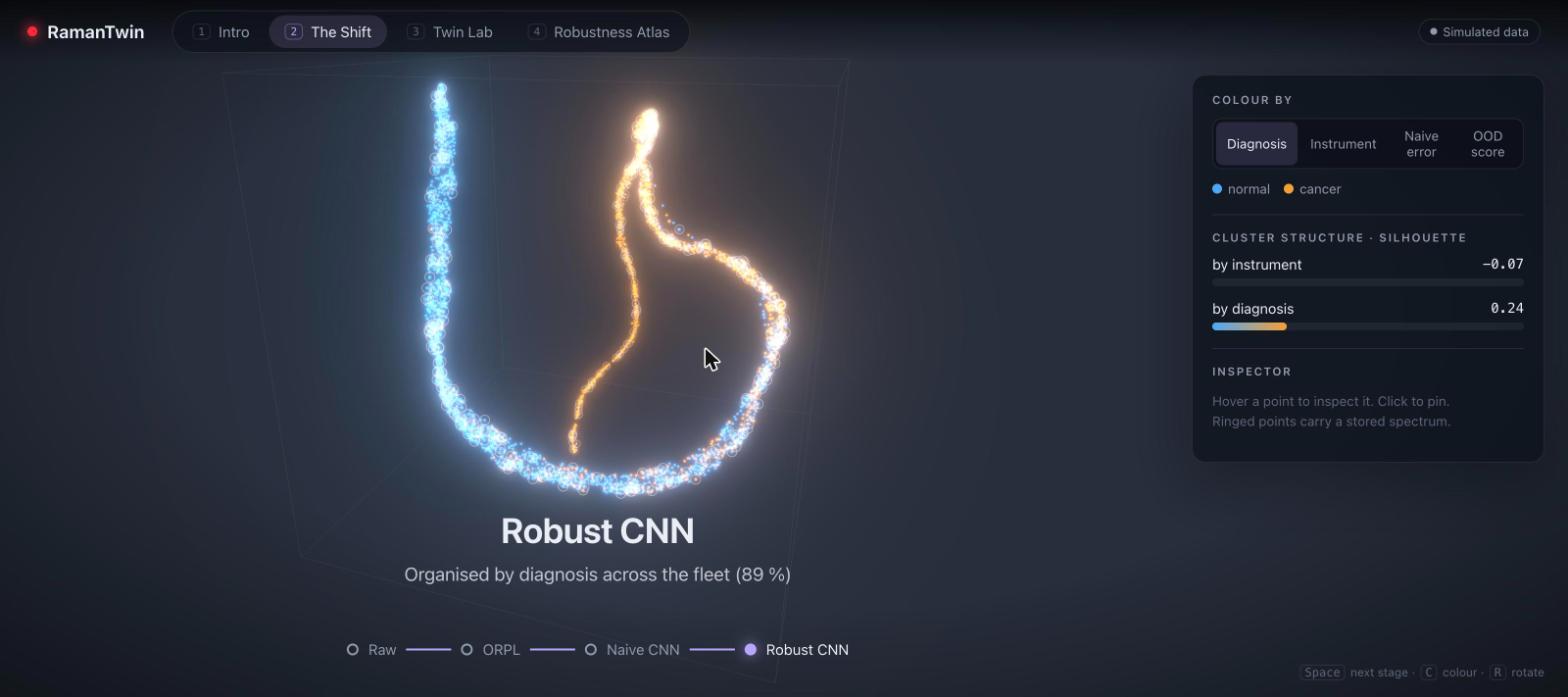 RamanTwin
1 Intro
2 The Shift
3 Twin Lab
4 Robustness Atlas
Simulated data
COLOUR BY
Diagnosis
Instrument
Naive
error
OOD
score
normal
cancer
CLUSTER STRUCTURE · SILHOUETTE
by instrument −0.07
by diagnosis 0.24
INSPECTOR
Hover a point to inspect it. Click to pin.
Ringed points carry a stored spectrum.
Robust CNN
Organised by diagnosis across the fleet (89 %)
Raw
ORPL
Naive CNN
Robust CNN
Space next stage · C colour · R rotate